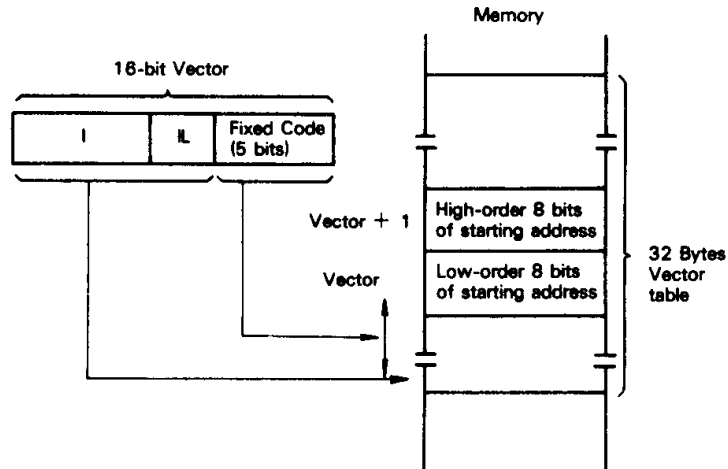 Memory
16-bit Vector
I
IL
Fixed Code
(5 bits)
Vector + 1
High-order 8 bits
of starting address
Vector
Low-order 8 bits
of starting address
32 Bytes
Vector
table